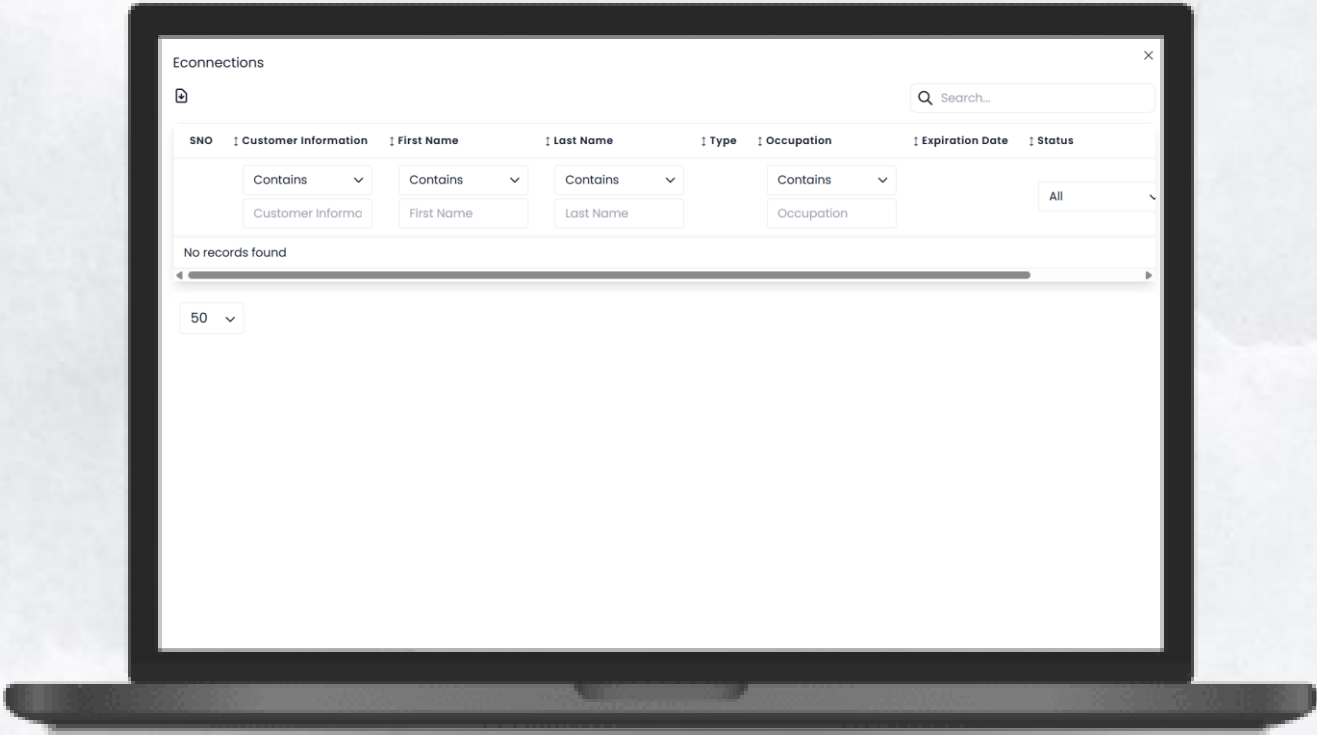 Econnections
Search...
SNO Customer Information First Name Last Name Type Occupation Expiration Date Status
Contains Contains Contains Contains
All
Customer Informa First Name Last Name Occupation
No records found
50